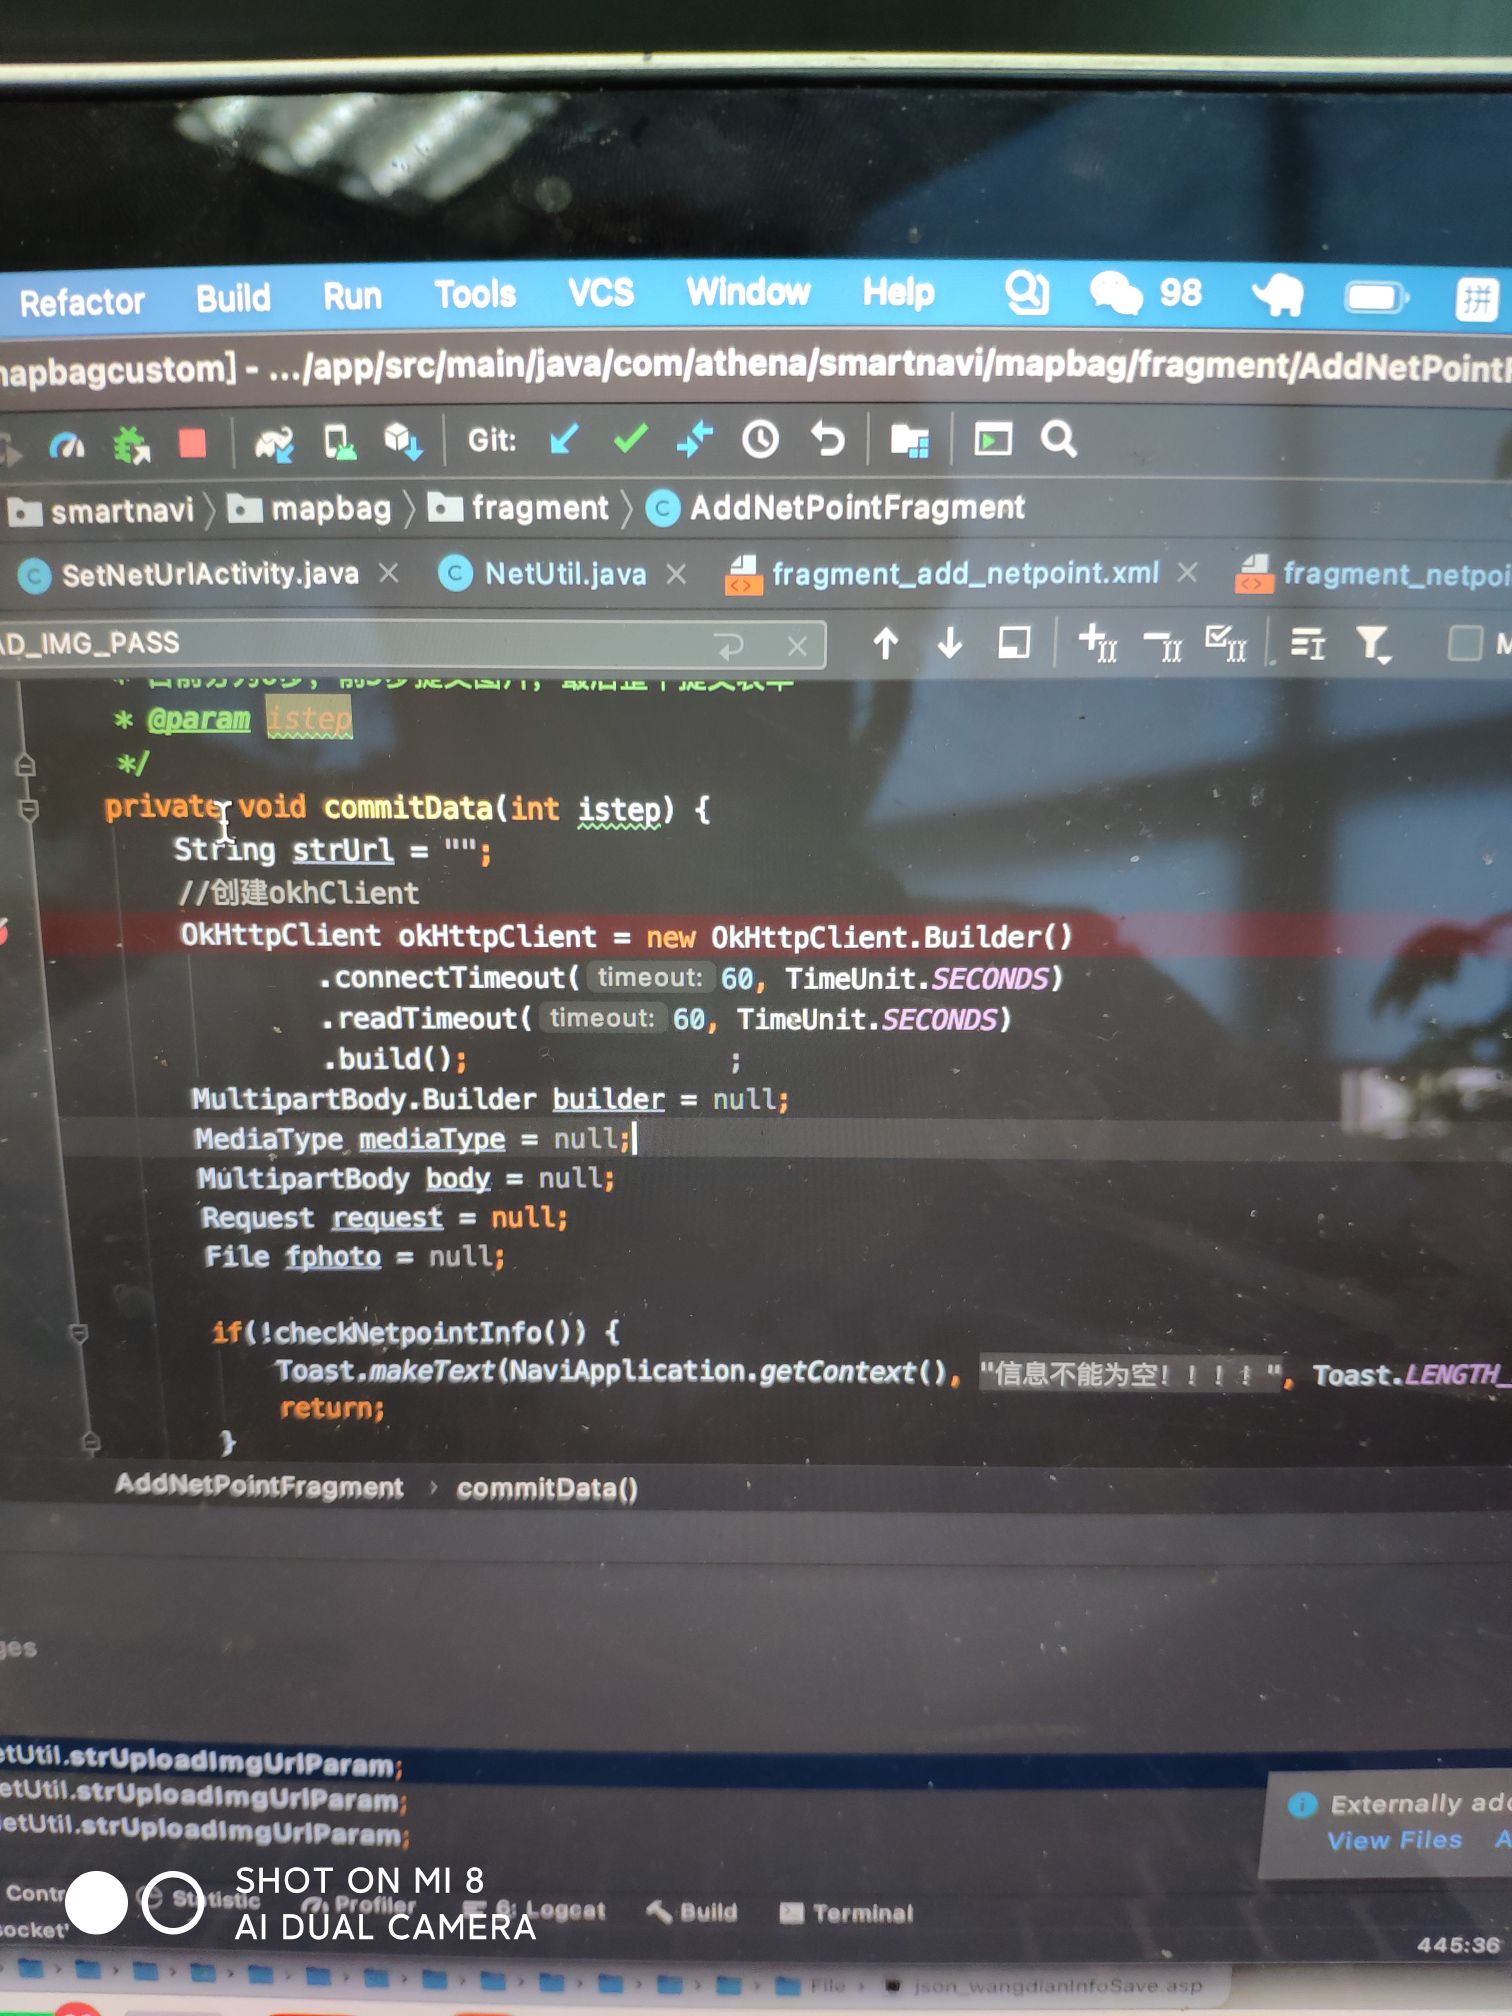 Refactor Build Run Tools VCS Window Help 98 拼
mapbagcustom] - .../app/src/main/java/com/athena/smartnavi/mapbag/fragment/AddNetPoint
Git:
smartnavi mapbag fragment C AddNetPointFragment
C SetNetUrlActivity.java C NetUtil.java fragment_add_netpoint.xml fragment_netpoi
AD_IMG_PASS
* @param istep
*/
private void commitData(int istep) {
String strUrl = "";
//创建okhClient
OkHttpClient okHttpClient = new OkHttpClient.Builder()
.connectTimeout( timeout: 60, TimeUnit.SECONDS)
.readTimeout( timeout: 60, TimeUnit.SECONDS)
.build(); ;
MultipartBody.Builder builder = null;
MediaType mediaType = null;
MultipartBody body = null;
Request request = null;
File fphoto = null;
if(!checkNetpointInfo()) {
Toast.makeText(NaviApplication.getContext(), "信息不能为空！！！！", Toast.LENGTH_
return;
}
AddNetPointFragment › commitData()
ges
etUtil.strUploadImgUrlParam;
etUtil.strUploadImgUrlParam;
etUtil.strUploadImgUrlParam;
Externally ad
View Files A
SHOT ON MI 8
AI DUAL CAMERA
Contr Statistic Profiler 6: Logcat Build Terminal
socket'
445:36
File › json_wangdianInfoSave.asp